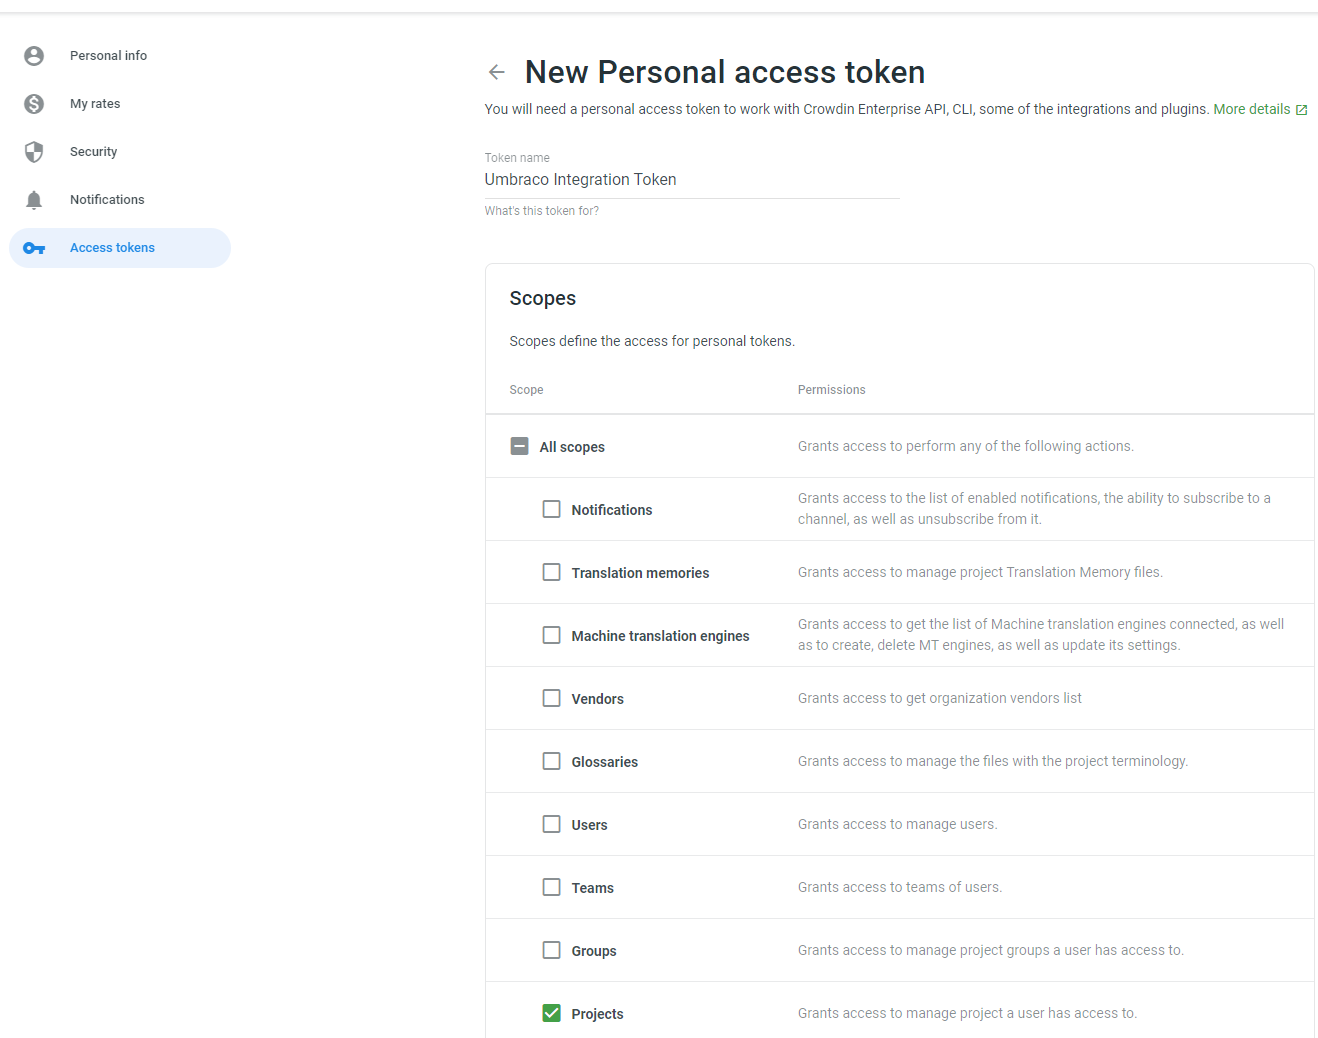 Personal info
My rates
Security
Notifications
Access tokens
New Personal access token
You will need a personal access token to work with Crowdin Enterprise API, CLI, some of the integrations and plugins. More details
Token name
Umbraco Integration Token
What's this token for?
Scopes
Scopes define the access for personal tokens.
Scope Permissions
All scopes Grants access to perform any of the following actions.
Notifications Grants access to the list of enabled notifications, the ability to subscribe to a
channel, as well as unsubscribe from it.
Translation memories Grants access to manage project Translation Memory files.
Machine translation engines Grants access to get the list of Machine translation engines connected, as well
as to create, delete MT engines, as well as update its settings.
Vendors Grants access to get organization vendors list
Glossaries Grants access to manage the files with the project terminology.
Users Grants access to manage users.
Teams Grants access to teams of users.
Groups Grants access to manage project groups a user has access to.
Projects Grants access to manage project a user has access to.